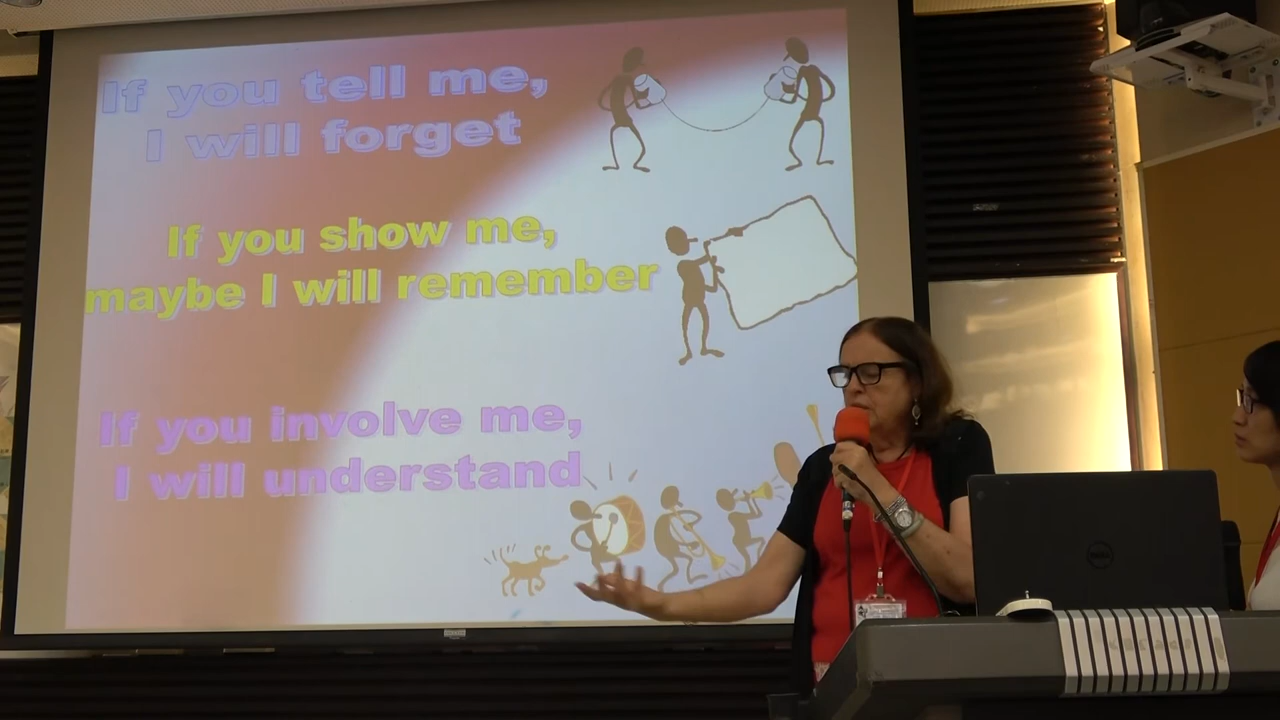 If you tell me,
I will forget
If you show me,
maybe I will remember
If you involve me,
I will understand
DELL